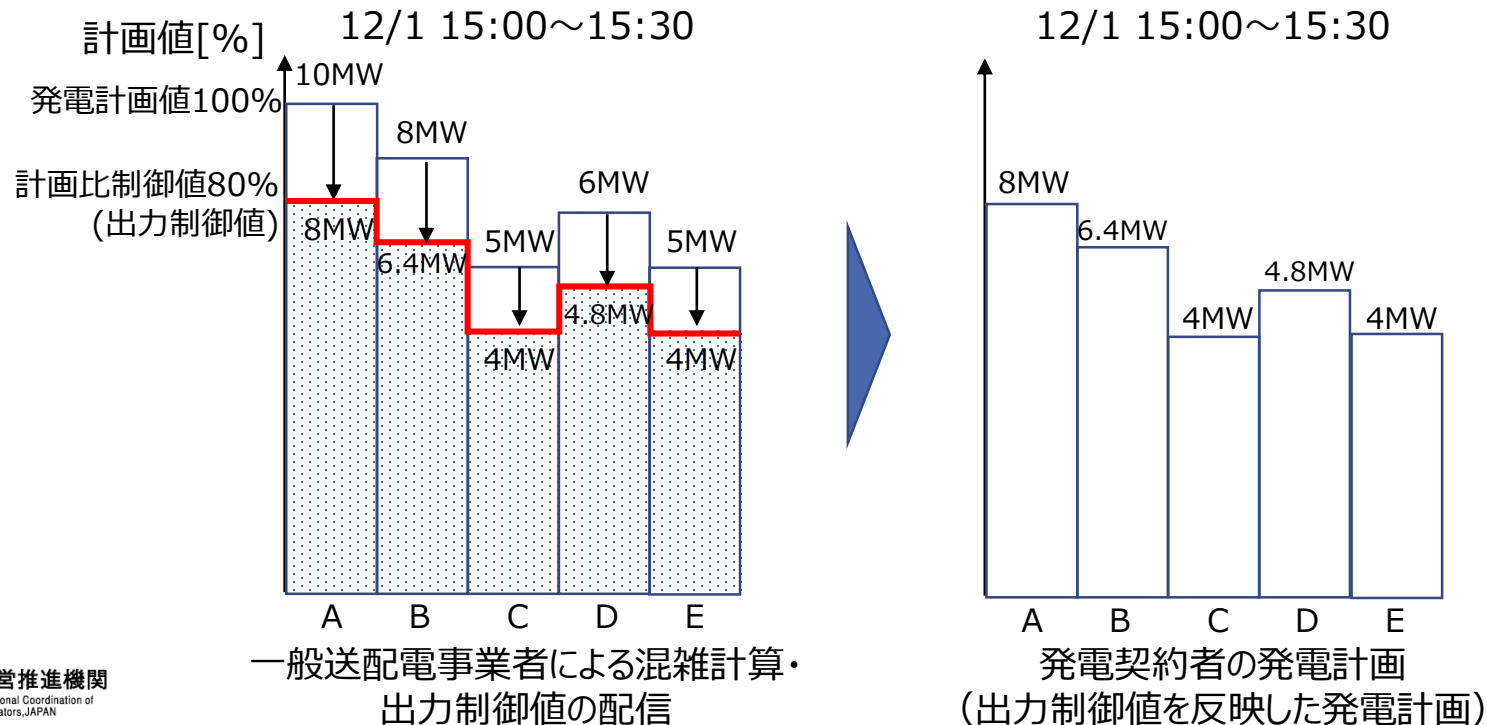 計画値[%]
12/1 15:00～15:30
10MW
発電計画値100%
8MW
計画比制御値80%
(出力制御値)
6MW
8MW
5MW
5MW
6.4MW
4.8MW
4MW
4MW
A B C D E
一般送配電事業者による混雑計算・
出力制御値の配信
12/1 15:00～15:30
8MW
6.4MW
4.8MW
4MW
4MW
A B C D E
発電契約者の発電計画
（出力制御値を反映した発電計画）
営推進機関
onal Coordination of
ators,JAPAN